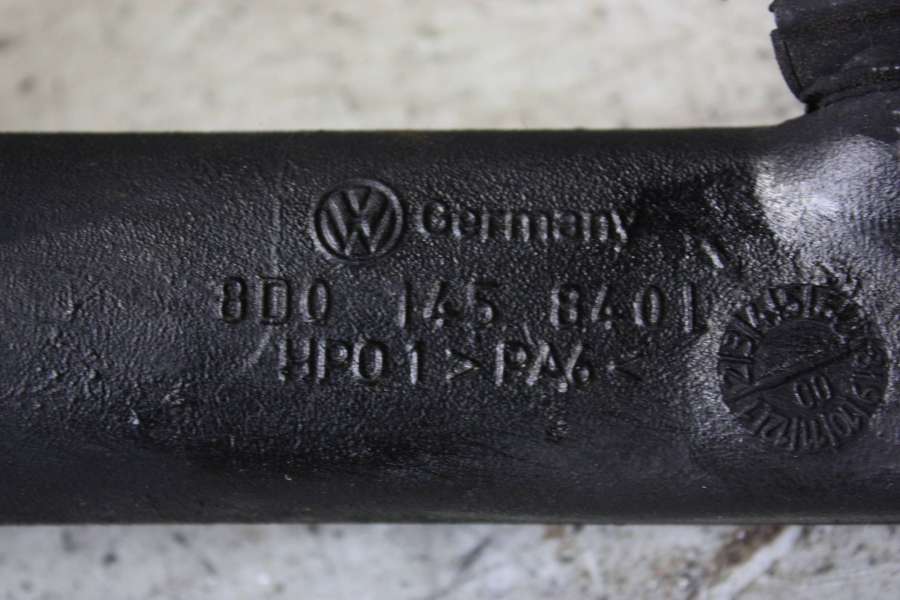 VW Germany
8D0 145 840 D
HP01 >PA6<